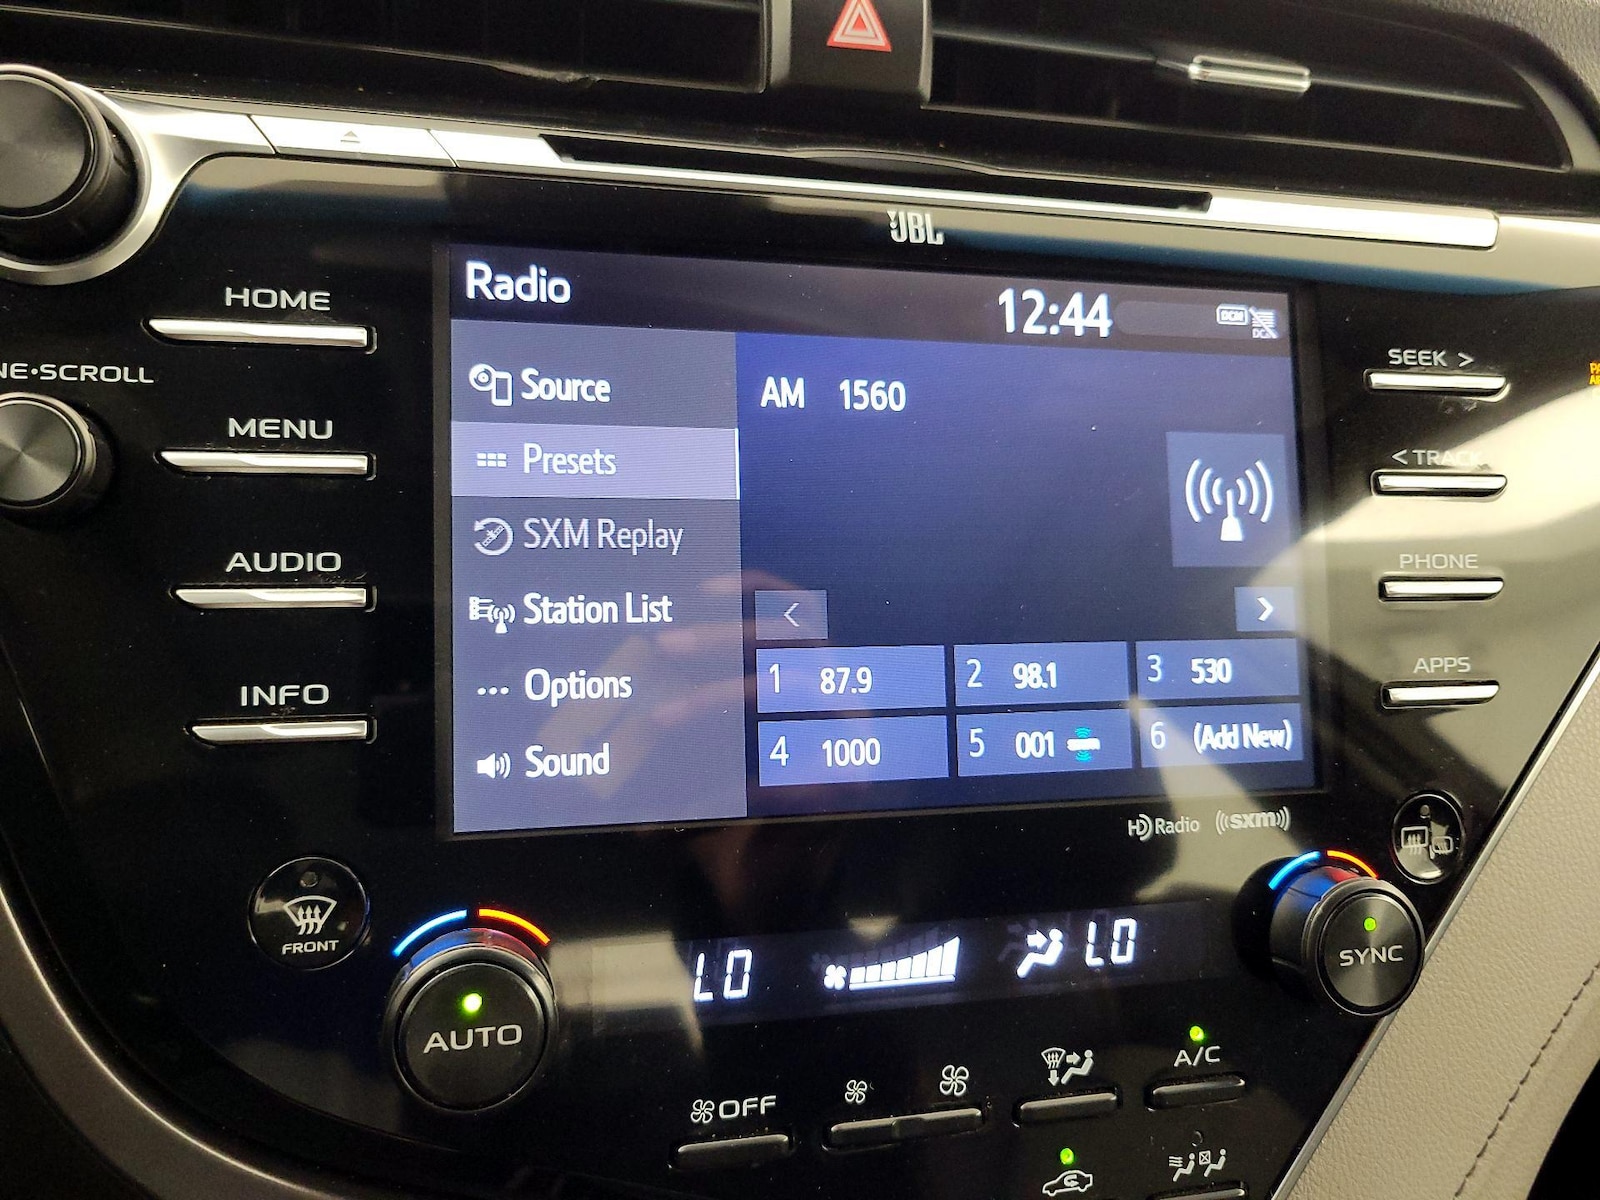 JBL
Radio
12:44
DCM
HOME
NE•SCROLL
MENU
AUDIO
INFO
Source
Presets
SXM Replay
Station List
Options
Sound
AM 1560
<
>
1 87.9
2 98.1
3 530
4 1000
5 001
6 (Add New)
SEEK >
< TRACK
PHONE
APPS
HD Radio
((SXM))
FRONT
AUTO
LO
LO
SYNC
OFF
A/C